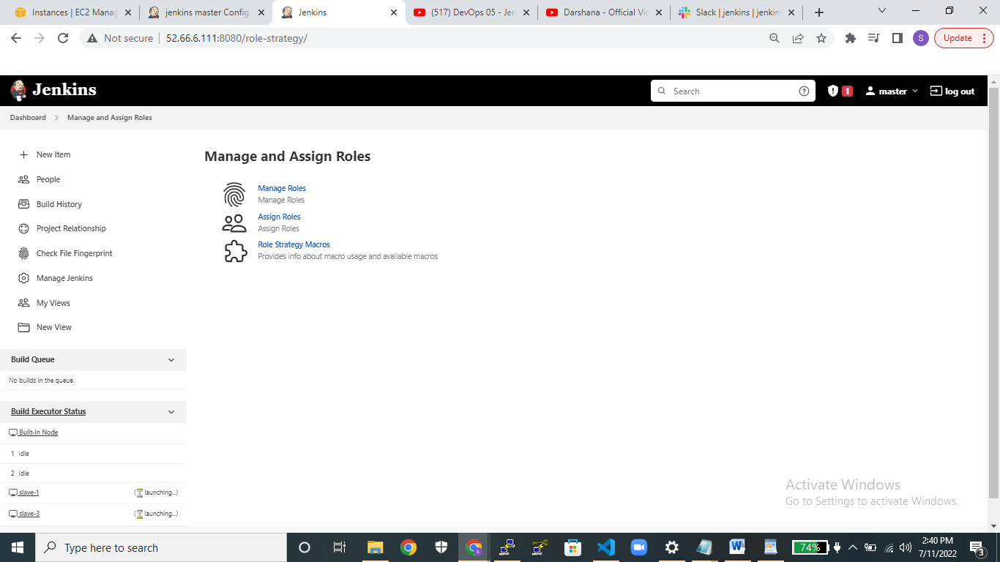 Instances | EC2 Manag
jenkins master Config
Jenkins
(517) DevOps 05 - Jen
Darshana - Official Vid
Slack | jenkins | jenkin
Not secure
52.66.6.111:8080/role-strategy/
S
Update
Jenkins
Search
1
master
log out
Dashboard
Manage and Assign Roles
New Item
People
Build History
Project Relationship
Check File Fingerprint
Manage Jenkins
My Views
New View
Build Queue
No builds in the queue.
Build Executor Status
Built-In Node
1 Idle
2 Idle
slave-1 (launching...)
slave-3 (launching...)
Manage and Assign Roles
Manage Roles
Manage Roles
Assign Roles
Assign Roles
Role Strategy Macros
Provides info about macro usage and available macros
Activate Windows
Go to Settings to activate Windows.
Type here to search
74%
2:40 PM
7/11/2022
3